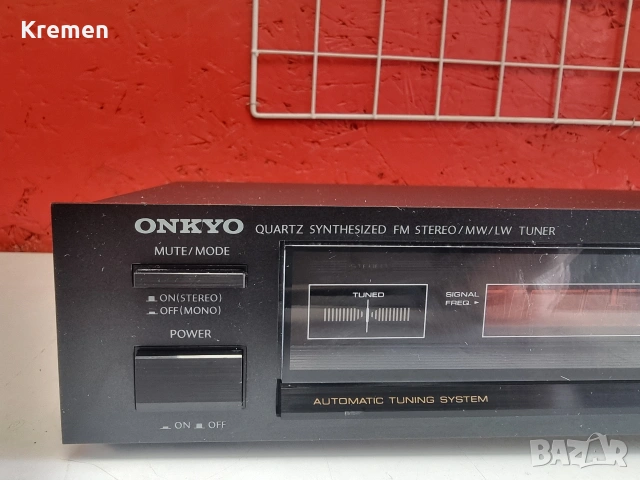 Kremen
ONKYO QUARTZ SYNTHESIZED FM STEREO/MW/LW TUNER
MUTE/MODE
ON(STEREO)
OFF(MONO)
POWER
ON OFF
TUNED
SIGNAL
FREQ.
AUTOMATIC TUNING SYSTEM
BAZAR